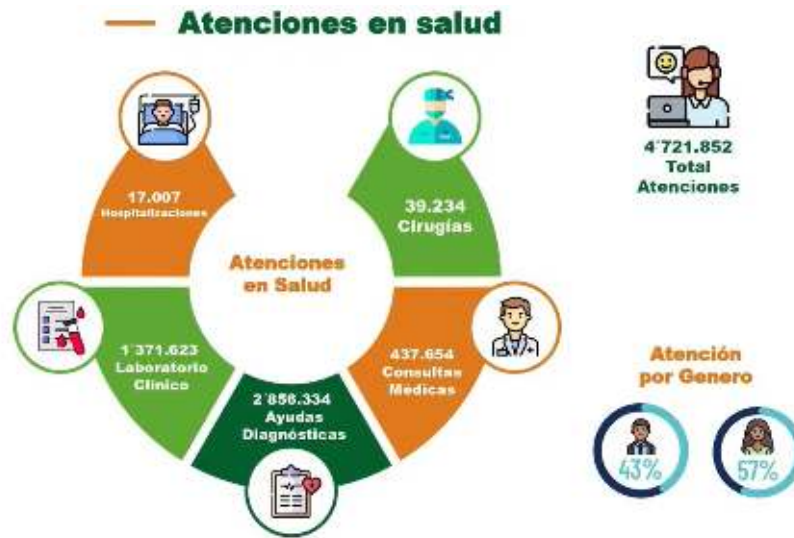 Atenciones en salud
17.007
Hospitalizaciones
39.234
Cirugías
Atenciones
en Salud
1'371.623
Laboratorio
Clínico
2'856.334
Ayudas
Diagnósticas
437.654
Consultas
Médicas
4'721.852
Total
Atenciones
Atención
por Genero
43%
57%